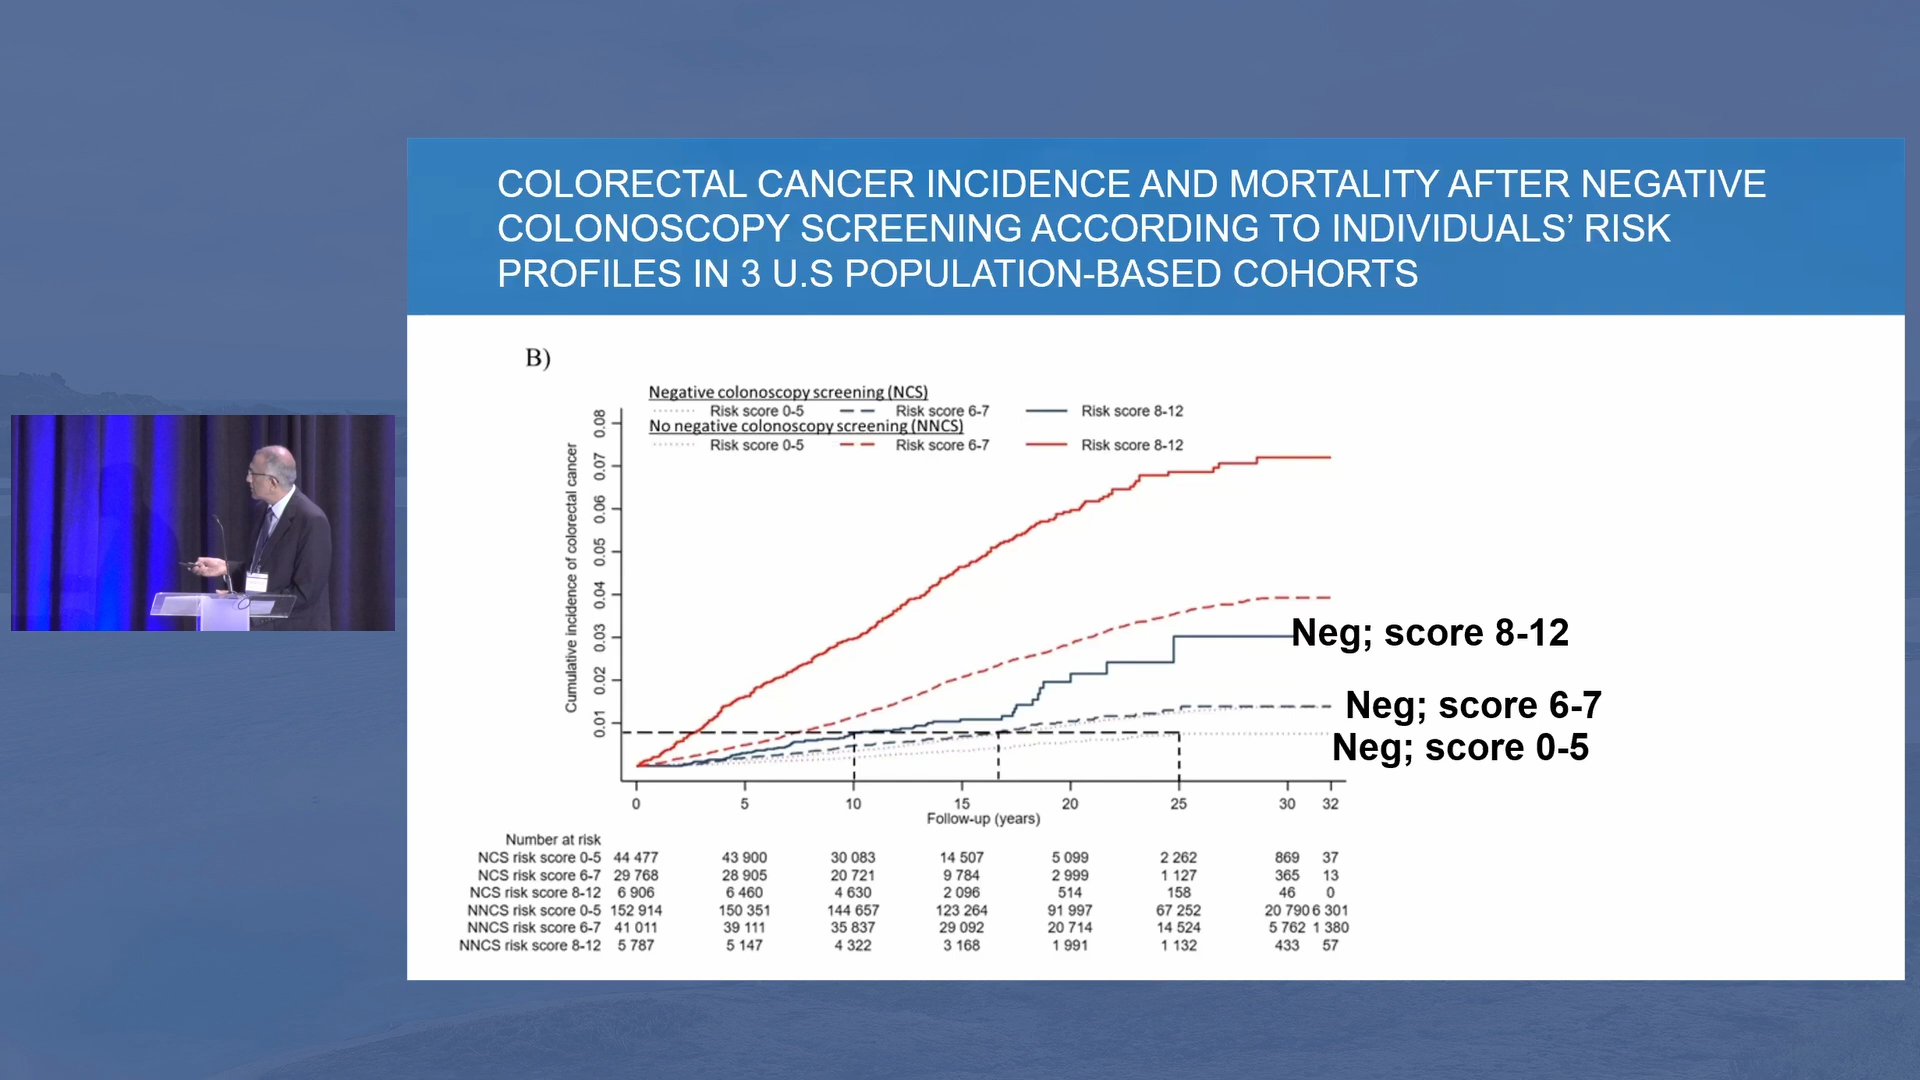 COLORECTAL CANCER INCIDENCE AND MORTALITY AFTER NEGATIVE
COLONOSCOPY SCREENING ACCORDING TO INDIVIDUALS’ RISK
PROFILES IN 3 U.S POPULATION-BASED COHORTS
B)
Negative colonoscopy screening (NCS)
Risk score 0-5 Risk score 6-7 Risk score 8-12
No negative colonoscopy screening (NNCS)
Risk score 0-5 Risk score 6-7 Risk score 8-12
Cumulative incidence of colorectal cancer
0.08
0.07
0.06
0.05
0.04
0.03
0.02
0.01
Neg; score 8-12
Neg; score 6-7
Neg; score 0-5
0 5 10 15 20 25 30 32
Follow-up (years)
Number at risk
NCS risk score 0-5 44 477 43 900 30 083 14 507 5 099 2 262 869 37
NCS risk score 6-7 29 768 28 905 20 721 9 784 2 999 1 127 365 13
NCS risk score 8-12 6 906 6 460 4 630 2 096 514 158 46 0
NNCS risk score 0-5 152 914 150 351 144 657 123 264 91 997 67 252 20 790 6 301
NNCS risk score 6-7 41 011 39 111 35 837 29 092 20 714 14 524 5 762 1 380
NNCS risk score 8-12 5 787 5 147 4 322 3 168 1 991 1 132 433 57